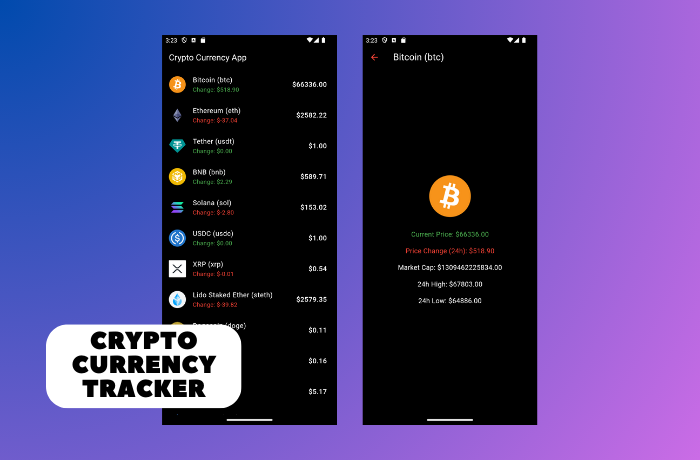 3:23
Crypto Currency App
Bitcoin (btc)
$66336.00
Change: $518.90
Ethereum (eth)
$2582.22
Change: $-37.04
Tether (usdt)
$1.00
Change: $0.00
BNB (bnb)
$589.71
Change: $2.29
Solana (sol)
$153.02
Change: $-2.80
USDC (usdc)
$1.00
Change: $0.00
XRP (xrp)
$0.54
Change: $-0.01
Lido Staked Ether (steth)
$2579.35
Change: $-39.82
(doge)
$0.11
$0.16
$5.17
CRYPTO
CURRENCY
TRACKER
3:23
Bitcoin (btc)
Current Price: $66336.00
Price Change (24h): $518.90
Market Cap: $1309462225834.00
24h High: $67803.00
24h Low: $64886.00